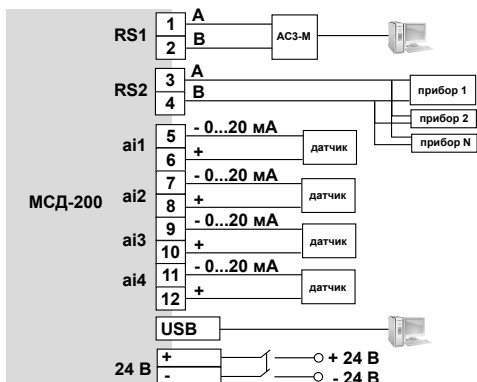 RS1 1 A
2 B
АС3-М
RS2 3 A
4 B
прибор 1
прибор 2
прибор N
ai1 5 - 0...20 мА
6 +
датчик
МСД-200
ai2 7 - 0...20 мА
8 +
датчик
ai3 9 - 0...20 мА
10 +
датчик
ai4 11 - 0...20 мА
12 +
датчик
USB
24 В + + 24 В
- - 24 В